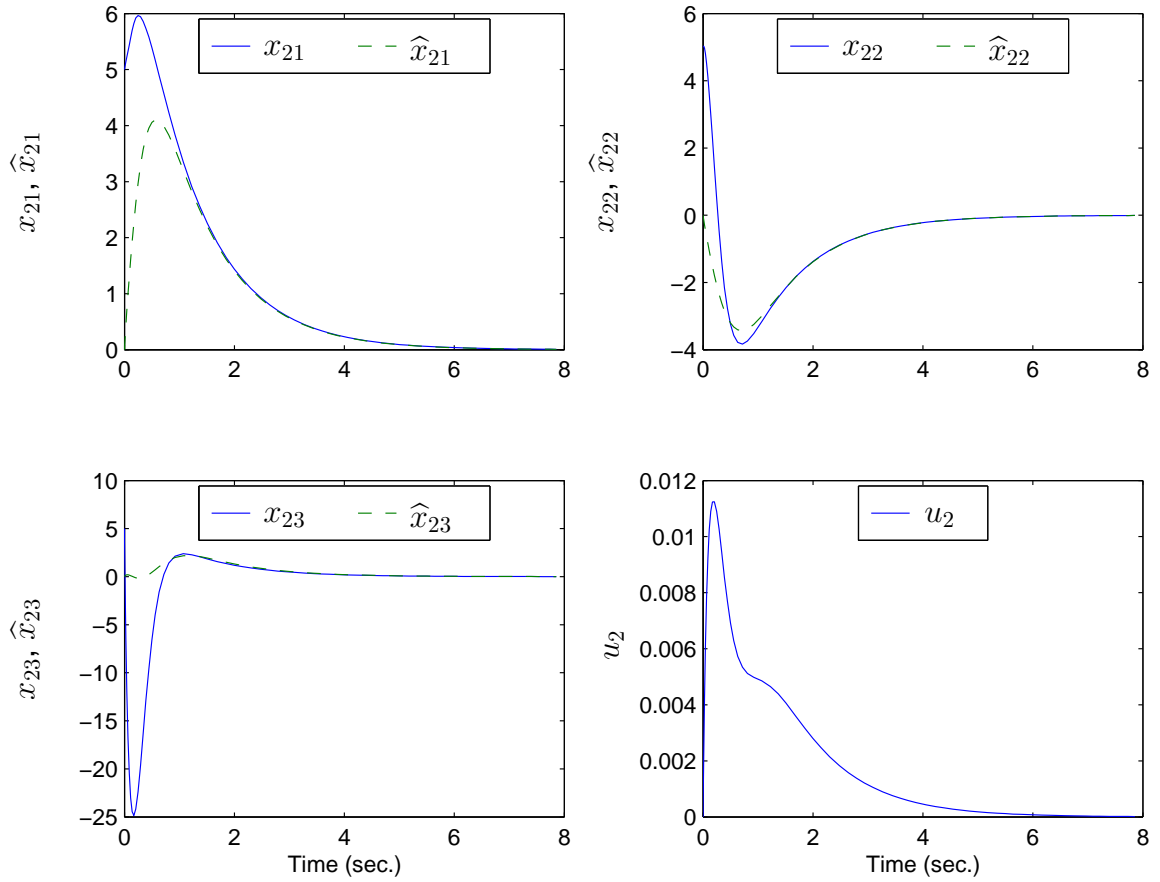 x₂₁ x̂₂₁
6
5
4
3
2
1
0
0 2 4 6 8
x₂₁, x̂₂₁
x₂₂ x̂₂₂
6
4
2
0
−2
−4
0 2 4 6 8
x₂₂, x̂₂₂
x₂₃ x̂₂₃
10
5
0
−5
−10
−15
−20
−25
0 2 4 6 8
x₂₃, x̂₂₃
Time (sec.)
u₂
0.012
0.01
0.008
0.006
0.004
0.002
0
0 2 4 6 8
u₂
Time (sec.)